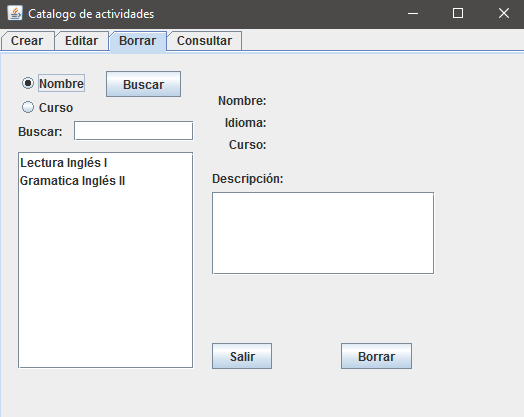 Catalogo de actividades
Crear Editar Borrar Consultar
Nombre
Buscar
Curso
Buscar:
Lectura Inglés I
Gramatica Inglés II
Nombre:
Idioma:
Curso:
Descripción:
Salir
Borrar